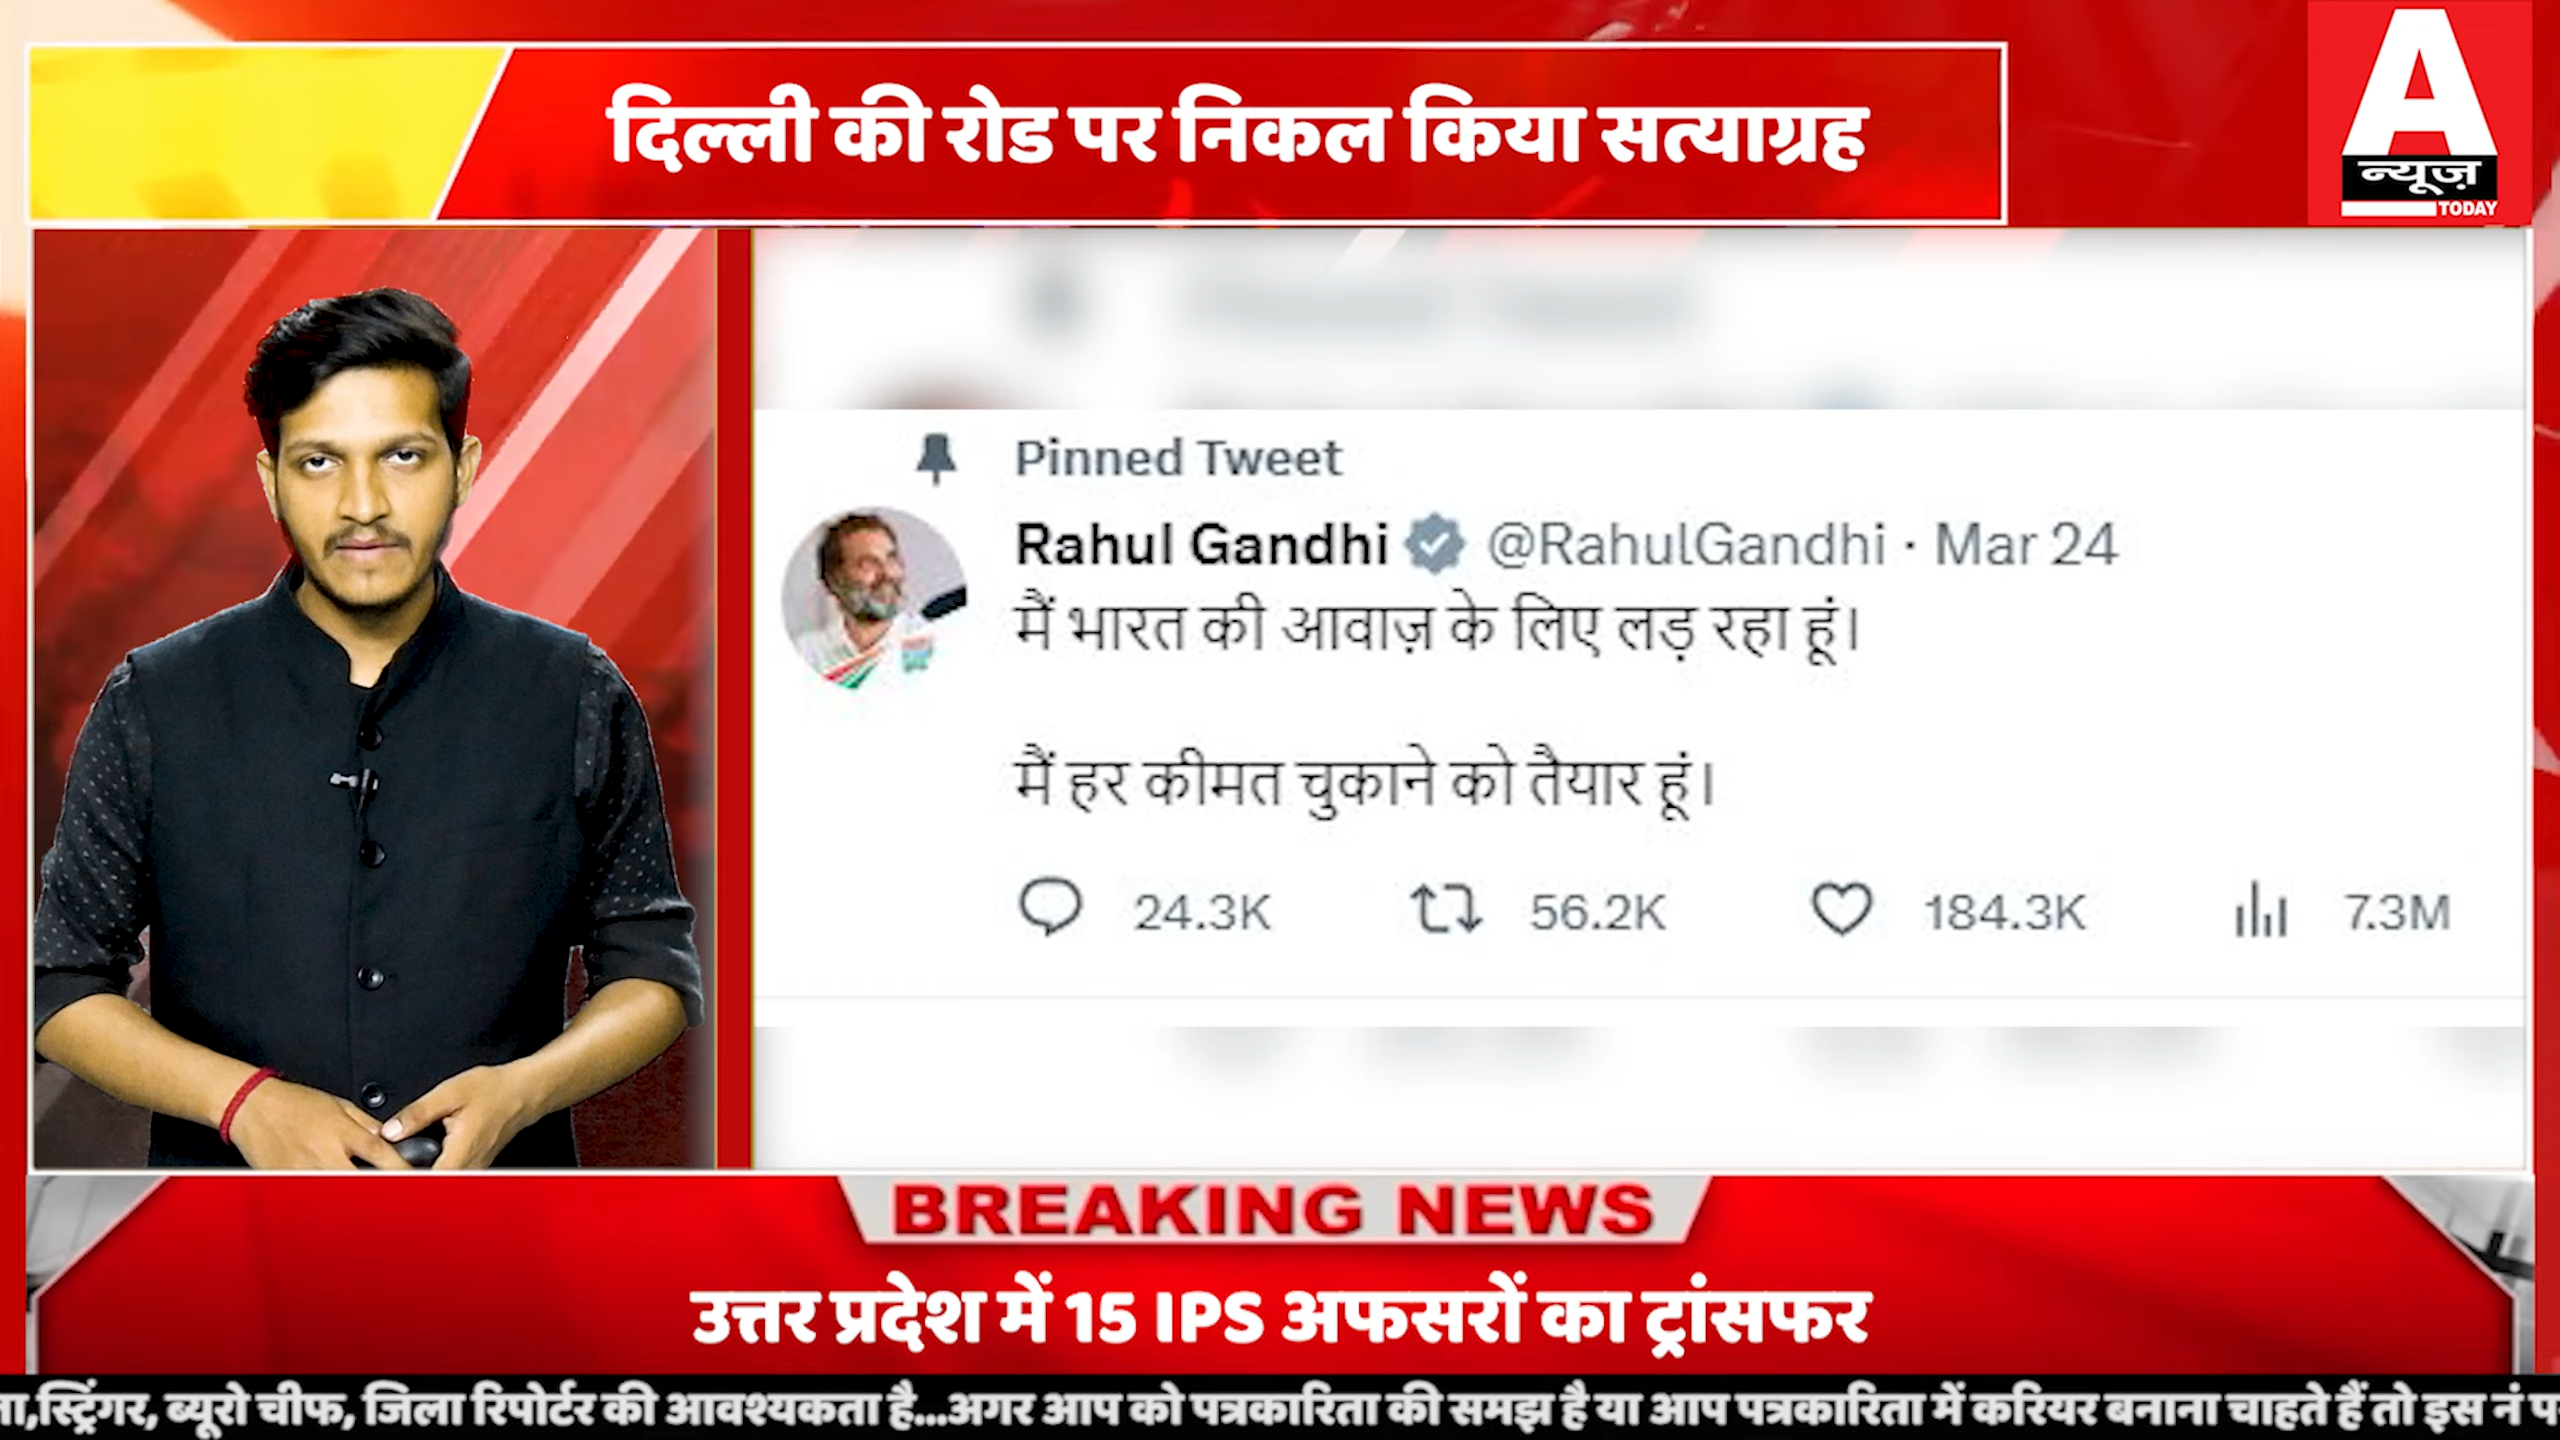 दिल्ली की रोड पर निकल किया सत्याग्रह
A
न्यूज़
TODAY
Pinned Tweet
Rahul Gandhi @RahulGandhi · Mar 24
मैं भारत की आवाज़ के लिए लड़ रहा हूं।
मैं हर कीमत चुकाने को तैयार हूं।
24.3K 56.2K 184.3K 7.3M
BREAKING NEWS
उत्तर प्रदेश में 15 IPS अफसरों का ट्रांसफर
,स्ट्रिंगर, ब्यूरो चीफ, जिला रिपोर्टर की आवश्यकता है...अगर आप को पत्रकारिता की समझ है या आप पत्रकारिता में करियर बनाना चाहते हैं तो इस नं